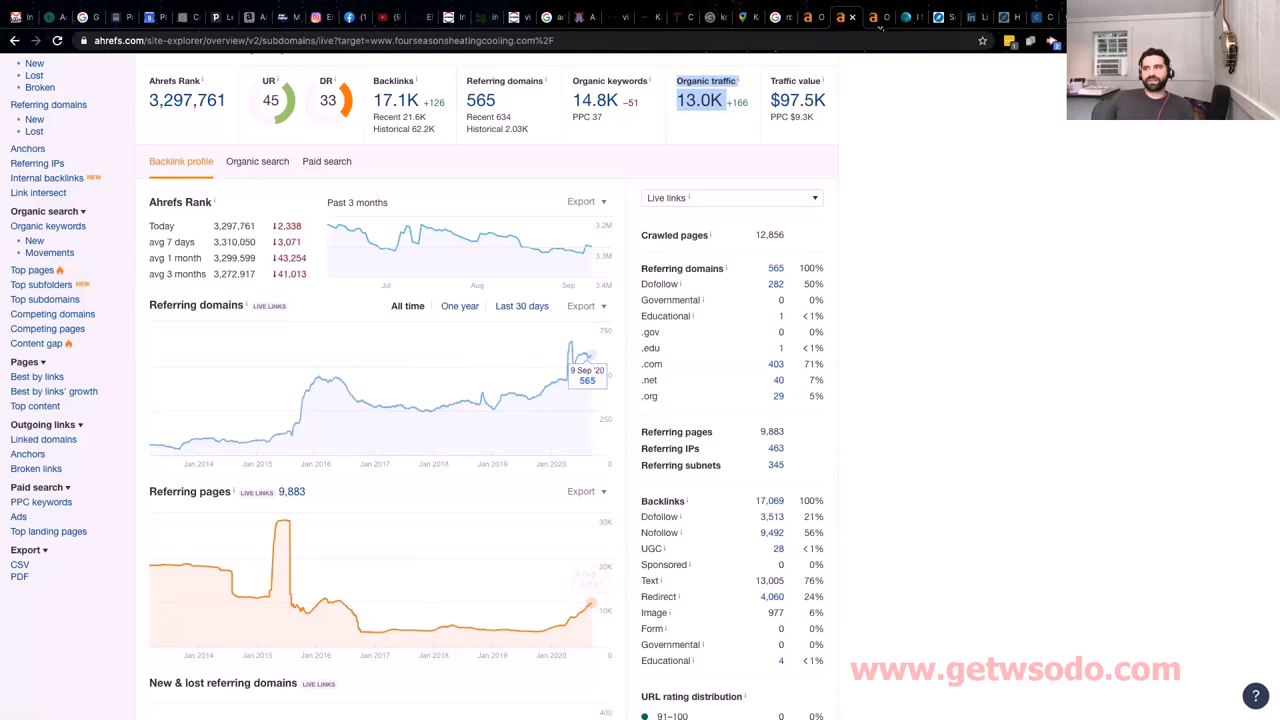 ahrefs.com/site-explorer/overview/v2/subdomains/live?target=www.fourseasonsheatingcooling.com%2F
New
Lost
Broken
Referring domains
New
Lost
Anchors
Referring IPs
Internal backlinks NEW
Link intersect
Organic search
Organic keywords
New
Movements
Top pages
Top subfolders NEW
Top subdomains
Competing domains
Competing pages
Content gap
Pages
Best by links
Best by links' growth
Top content
Outgoing links
Linked domains
Anchors
Broken links
Paid search
PPC keywords
Ads
Top landing pages
Export
CSV
PDF
Ahrefs Rank UR DR Backlinks Referring domains Organic keywords Organic traffic Traffic value
3,297,761 45 33 17.1K +126 565 14.8K −51 13.0K +166 $97.5K
Recent 21.6K Recent 634 PPC 37 PPC $9.3K
Historical 62.2K Historical 2.03K
Backlink profile Organic search Paid search
Ahrefs Rank Past 3 months Export
Today 3,297,761 ↓2,338
avg 7 days 3,310,050 ↓3,071
avg 1 month 3,299.599 ↓43,254
avg 3 months 3,272,917 ↓41,013
3.2M
3.3M
3.4M
Jul Aug Sep
Referring domains LIVE LINKS All time One year Last 30 days Export
750
9 Sep '20
565
250
0
Jan 2014 Jan 2015 Jan 2016 Jan 2017 Jan 2018 Jan 2019 Jan 2020
Referring pages LIVE LINKS 9,883 Export
30K
20K
10K
0
Jan 2014 Jan 2015 Jan 2016 Jan 2017 Jan 2018 Jan 2019 Jan 2020
New & lost referring domains LIVE LINKS
400
Live links
Crawled pages 12,856
Referring domains 565 100%
Dofollow 282 50%
Governmental 0 0%
Educational 1 <1%
.gov 0 0%
.edu 1 <1%
.com 403 71%
.net 40 7%
.org 29 5%
Referring pages 9,883
Referring IPs 463
Referring subnets 345
Backlinks 17,069 100%
Dofollow 3,513 21%
Nofollow 9,492 56%
UGC 28 <1%
Sponsored 0 0%
Text 13,005 76%
Redirect 4,060 24%
Image 977 6%
Form 0 0%
Governmental 0 0%
Educational 4 <1%
URL rating distribution
91–100 0 0%
www.getwsodo.com
?